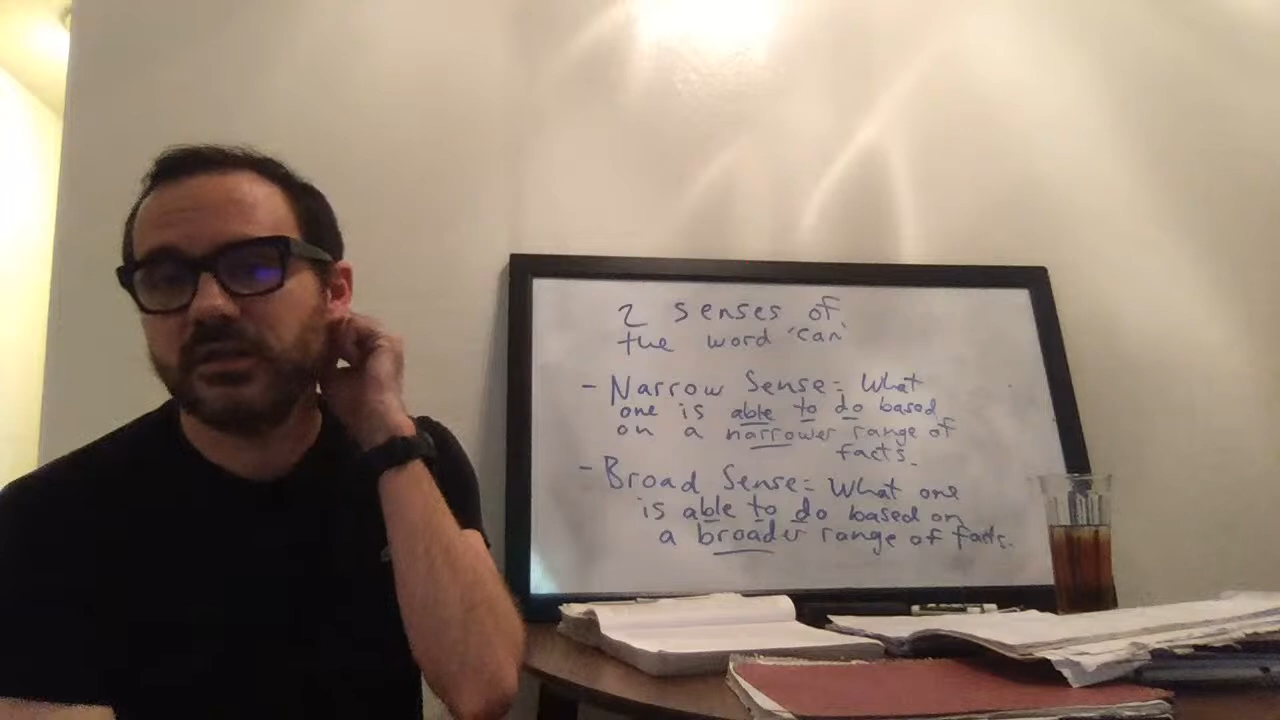 2 senses of
the word 'can'
- Narrow Sense = What
one is able to do based
on a narrower range of
facts.
- Broad Sense = What one
is able to do based on
a broader range of facts.